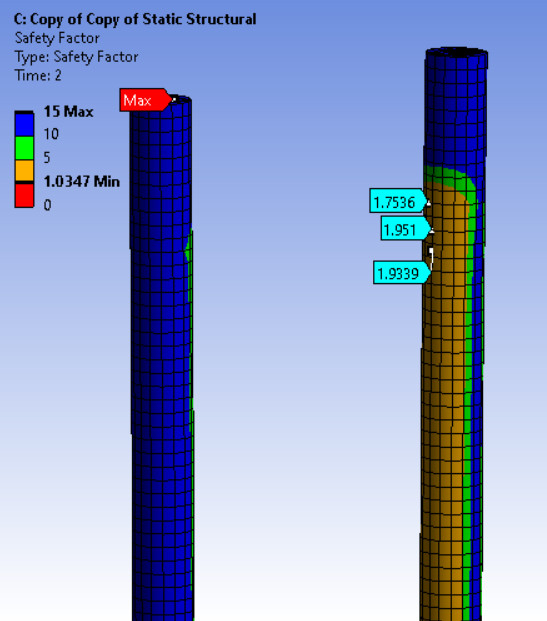 C: Copy of Copy of Static Structural
Safety Factor
Type: Safety Factor
Time: 2
Max
15 Max
10
5
1.0347 Min
0
1.7536
1.951
1.9339